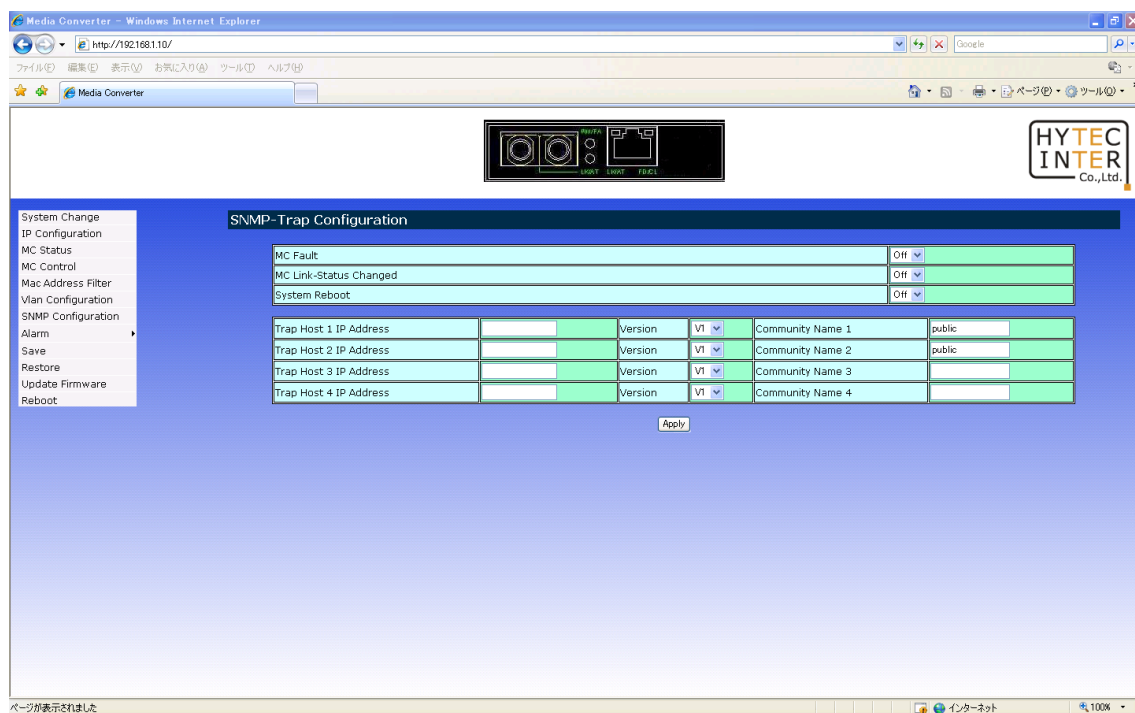 Media Converter - Windows Internet Explorer
http://192.168.1.10/
Google
ファイル(F) 編集(E) 表示(V) お気に入り(A) ツール(T) ヘルプ(H)
Media Converter
ページ(P) ツール(O)
LK/AT LK/AT FD/CL
HYTEC
INTER
Co.,Ltd.
System Change
IP Configuration
MC Status
MC Control
Mac Address Filter
Vlan Configuration
SNMP Configuration
Alarm
Save
Restore
Update Firmware
Reboot
SNMP-Trap Configuration
MC Fault Off
MC Link-Status Changed Off
System Reboot Off
Trap Host 1 IP Address Version V1 Community Name 1 public
Trap Host 2 IP Address Version V1 Community Name 2 public
Trap Host 3 IP Address Version V1 Community Name 3
Trap Host 4 IP Address Version V1 Community Name 4
Apply
ページが表示されました
インターネット
100%